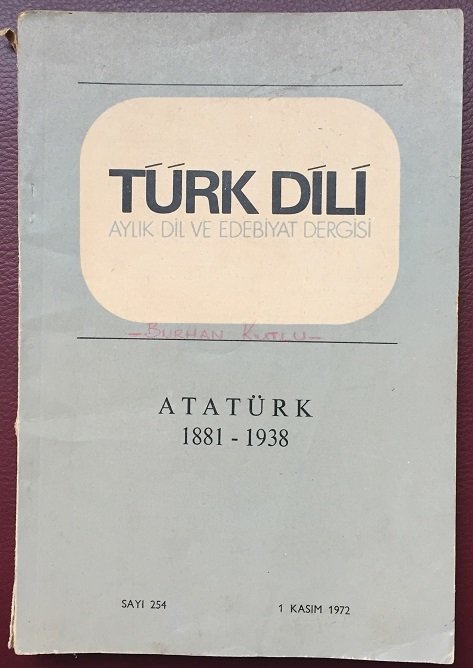 TÜRK DİLİ
AYLIK DİL VE EDEBİYAT DERGİSİ
- BURHAN KUTLU -
ATATÜRK
1881 - 1938
SAYI 254 1 KASIM 1972